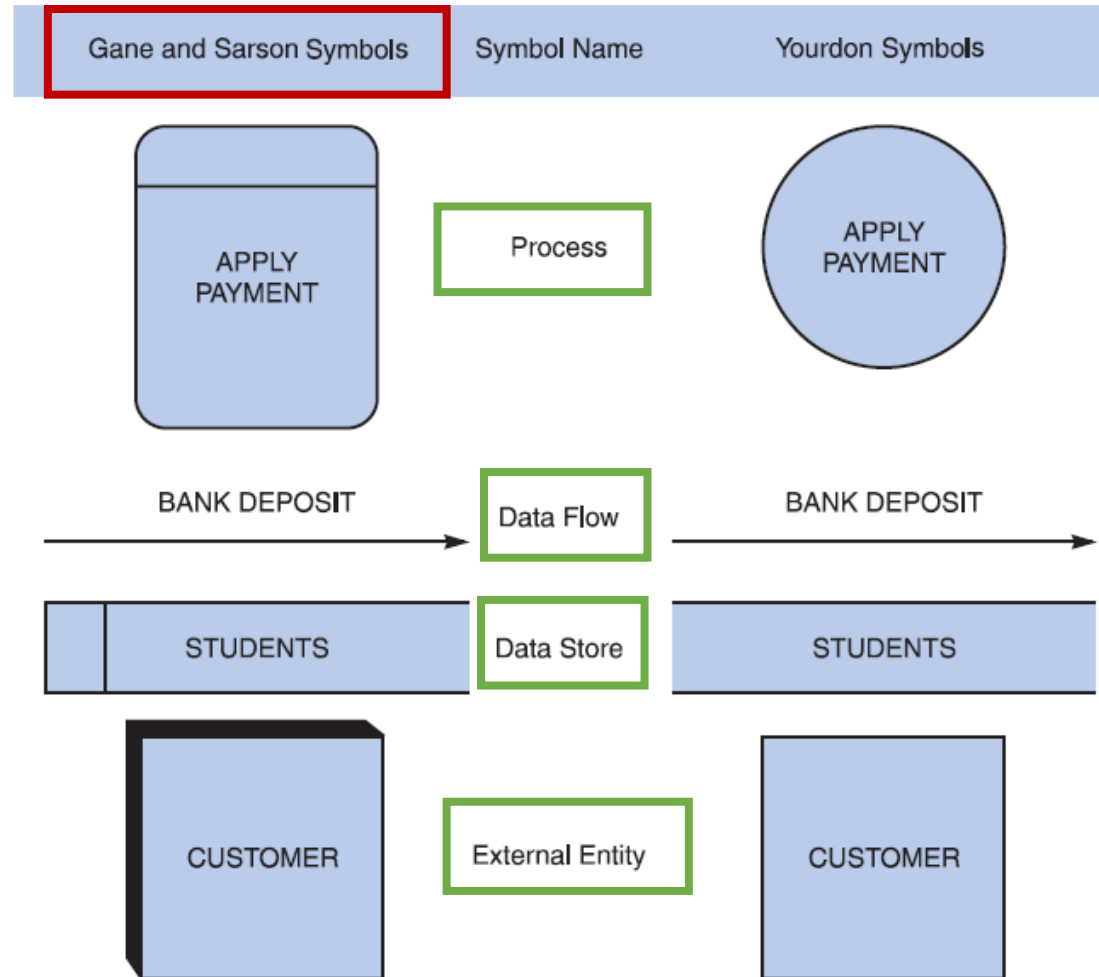 Gane and Sarson Symbols Symbol Name Yourdon Symbols
APPLY
PAYMENT
Process
APPLY
PAYMENT
BANK DEPOSIT
Data Flow
BANK DEPOSIT
STUDENTS
Data Store
STUDENTS
CUSTOMER
External Entity
CUSTOMER